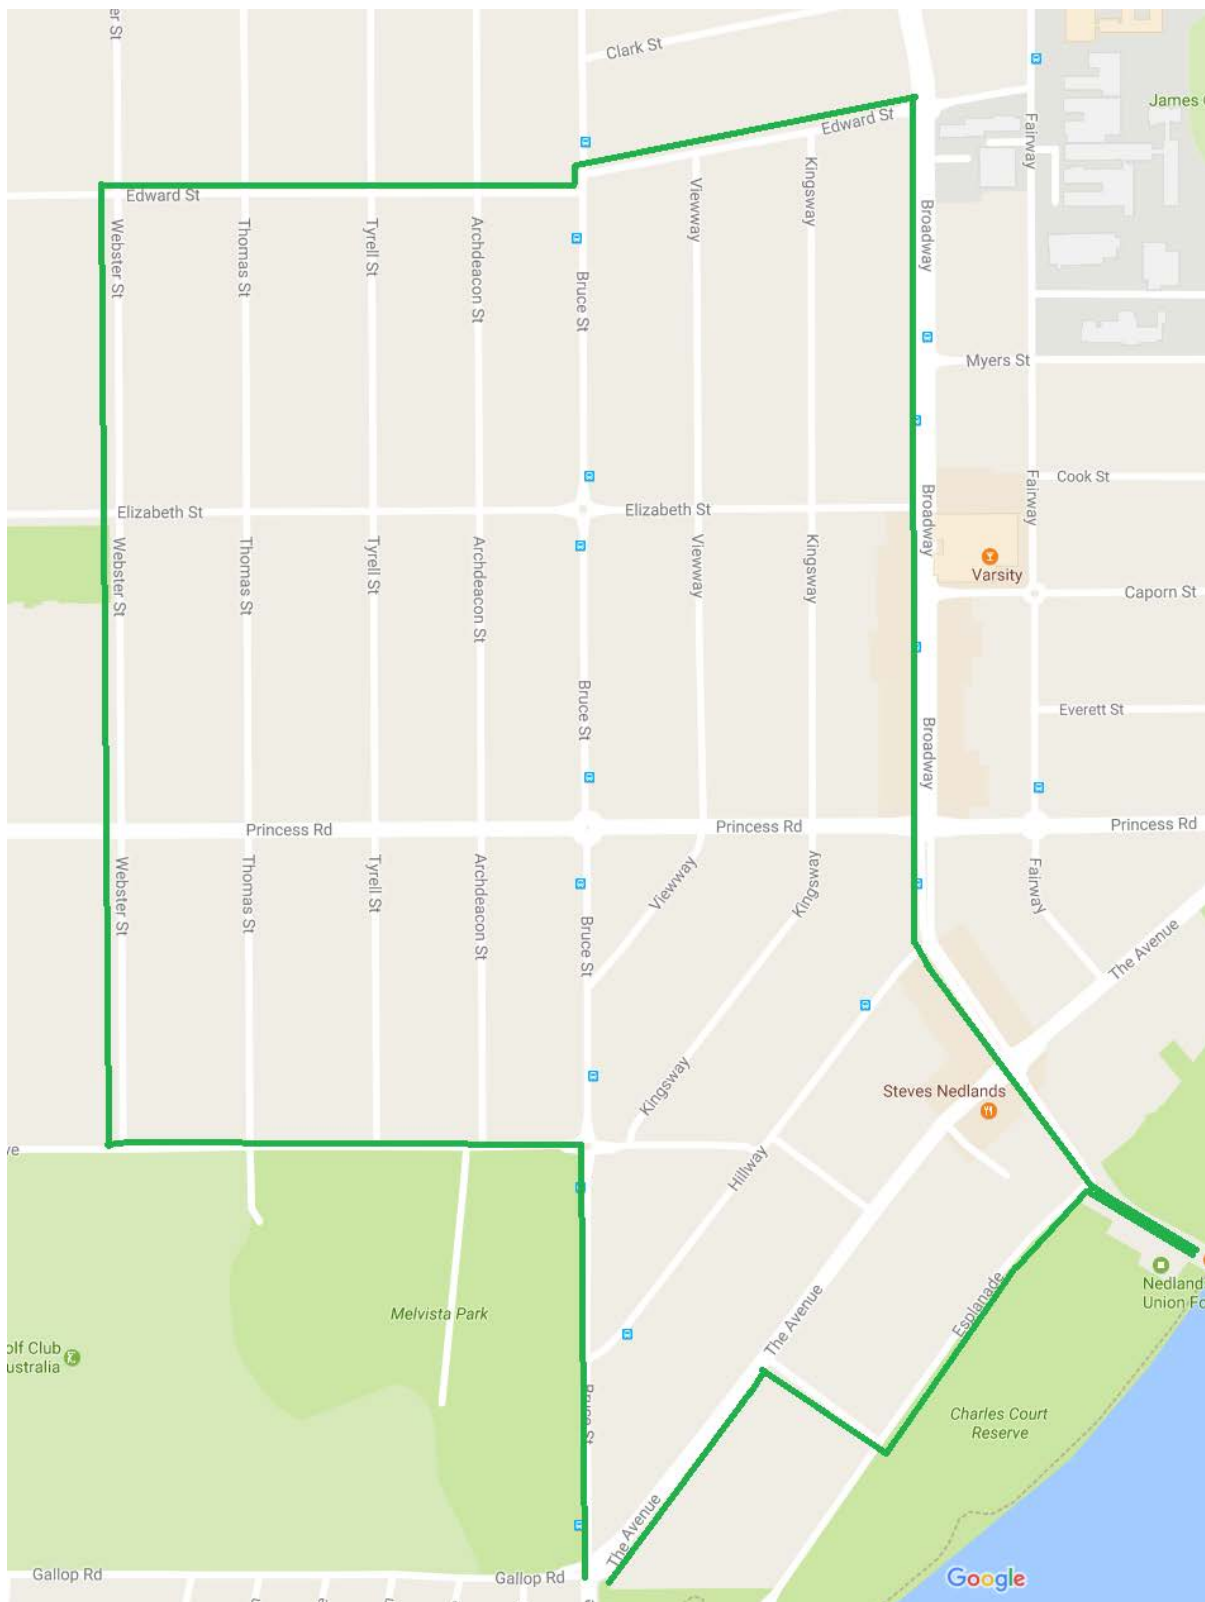 er St
Clark St
James
Edward St
Fairway
Edward St
Kingsway
Viewway
Broadway
Webster St
Thomas St
Tyrell St
Archdeacon St
Bruce St
Myers St
Fairway
Cook St
Elizabeth St
Elizabeth St
Broadway
Webster St
Thomas St
Tyrell St
Archdeacon St
Viewway
Kingsway
Varsity
Caporn St
Bruce St
Everett St
Broadway
Princess Rd
Princess Rd
Princess Rd
Webster St
Thomas St
Tyrell St
Archdeacon St
Viewway
Kingsway
Fairway
Bruce St
The Avenue
Kingsway
Steves Nedlands
ve
Hillway
Melvista Park
The Avenue
Esplanade
Nedland
Union Fo
olf Club
ustralia
Bruce St
Charles Court
Reserve
The Avenue
Gallop Rd
Gallop Rd
Google